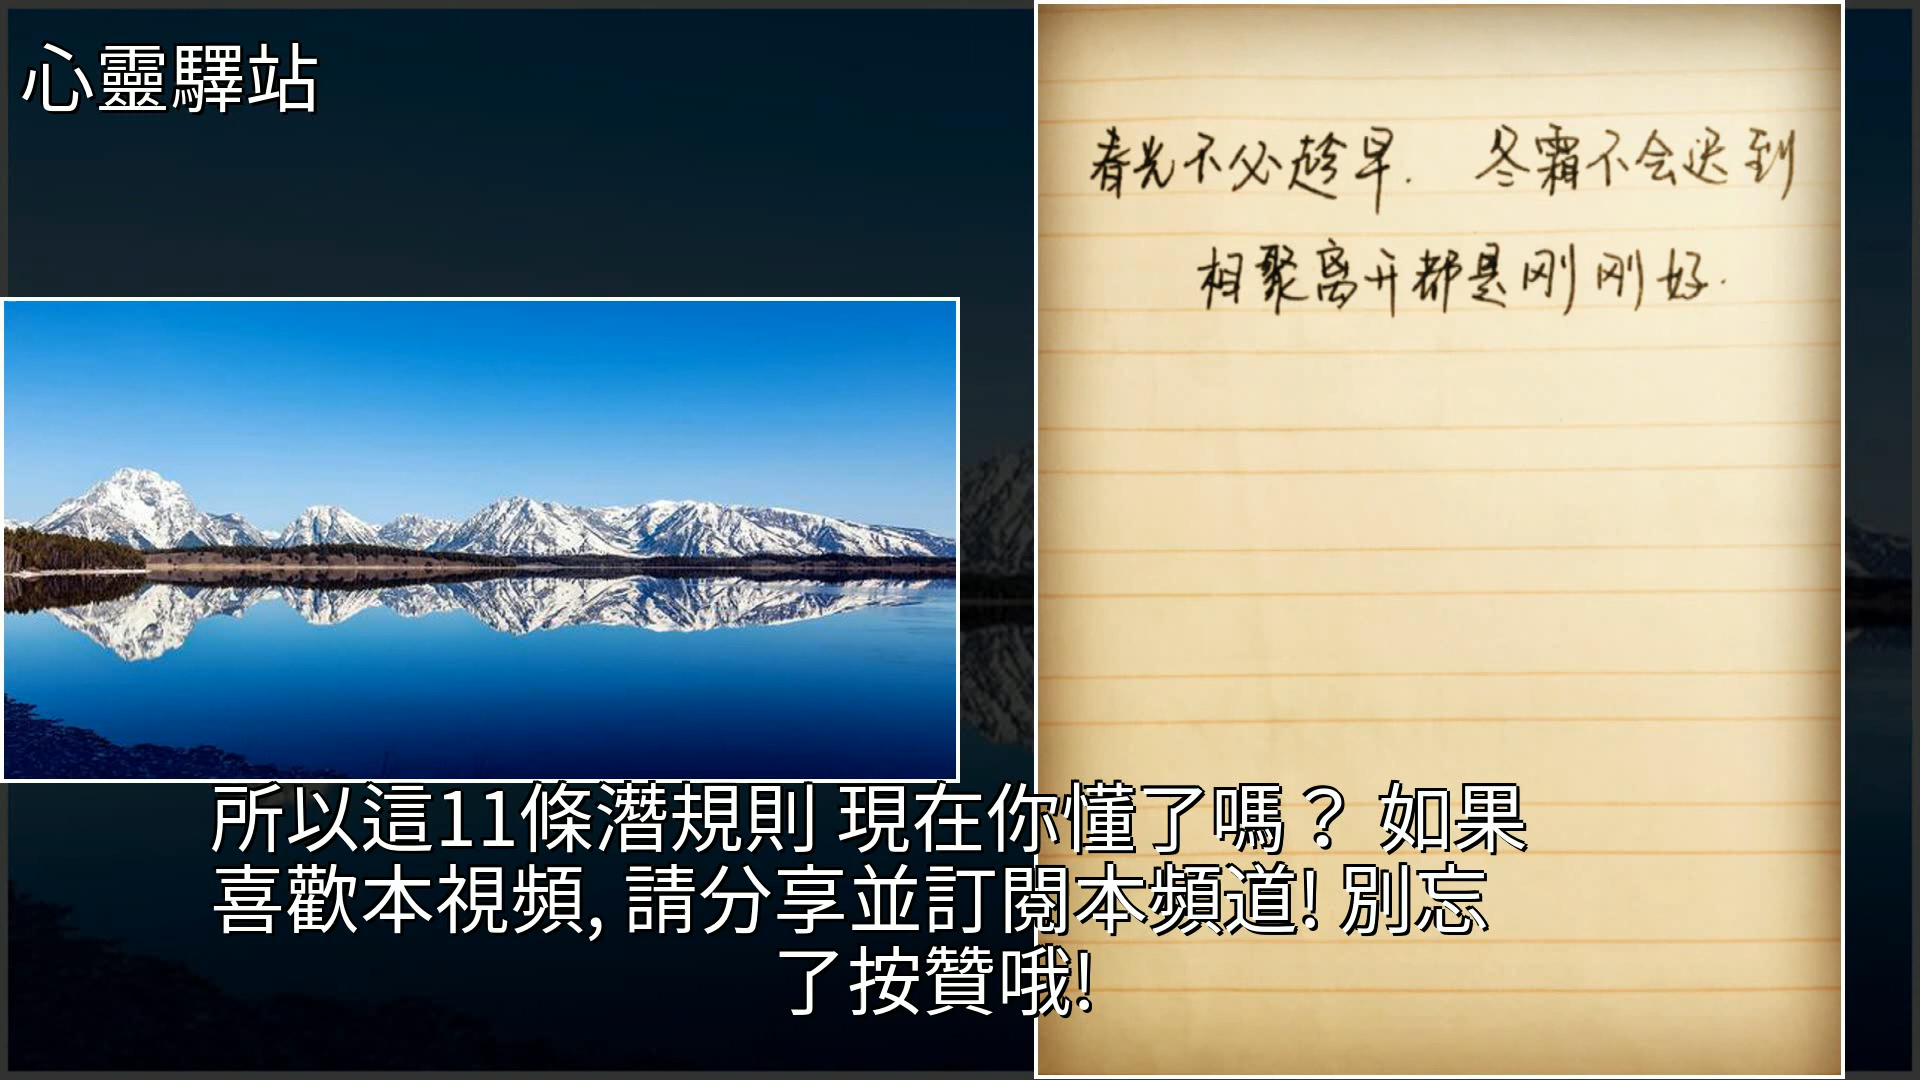 心靈驛站
春光不必趁早. 冬霜不会迟到
相聚离开都是刚刚好.
所以這11條潛規則 現在你懂了嗎？ 如果
喜歡本視頻, 請分享並訂閱本頻道! 別忘
了按贊哦!